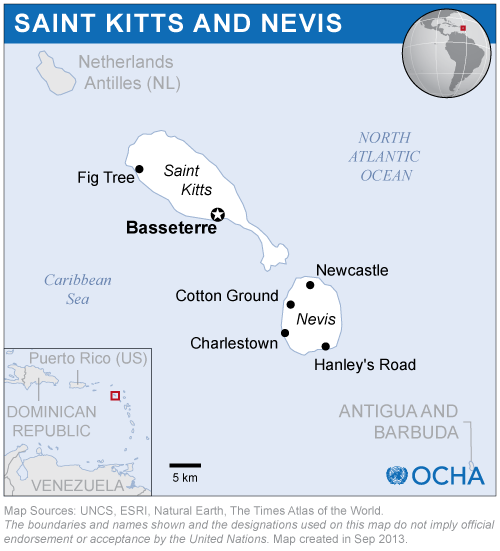 SAINT KITTS AND NEVIS
Netherlands
Antilles (NL)
NORTH
ATLANTIC
OCEAN
Saint
Kitts
Fig Tree
Basseterre
Caribbean
Sea
Newcastle
Cotton Ground
Nevis
Charlestown
Hanley's Road
Puerto Rico (US)
DOMINICAN
REPUBLIC
VENEZUELA
5 km
ANTIGUA AND
BARBUDA
OCHA
Map Sources: UNCS, ESRI, Natural Earth, The Times Atlas of the World.
The boundaries and names shown and the designations used on this map do not imply official
endorsement or acceptance by the United Nations. Map created in Sep 2013.